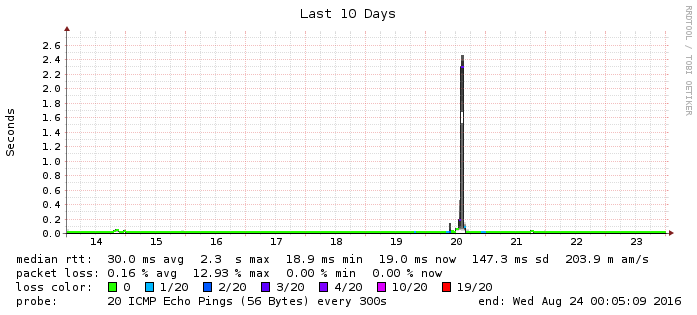 Last 10 Days
RRDTOOL / TOBI OETIKER
Seconds
2.6
2.4
2.2
2.0
1.8
1.6
1.4
1.2
1.0
0.8
0.6
0.4
0.2
0.0
14 15 16 17 18 19 20 21 22 23
median rtt: 30.0 ms avg 2.3 s max 18.9 ms min 19.0 ms now 147.3 ms sd 203.9 m am/s
packet loss: 0.16 % avg 12.93 % max 0.00 % min 0.00 % now
loss color: 0 1/20 2/20 3/20 4/20 10/20 19/20
probe: 20 ICMP Echo Pings (56 Bytes) every 300s end: Wed Aug 24 00:05:09 2016